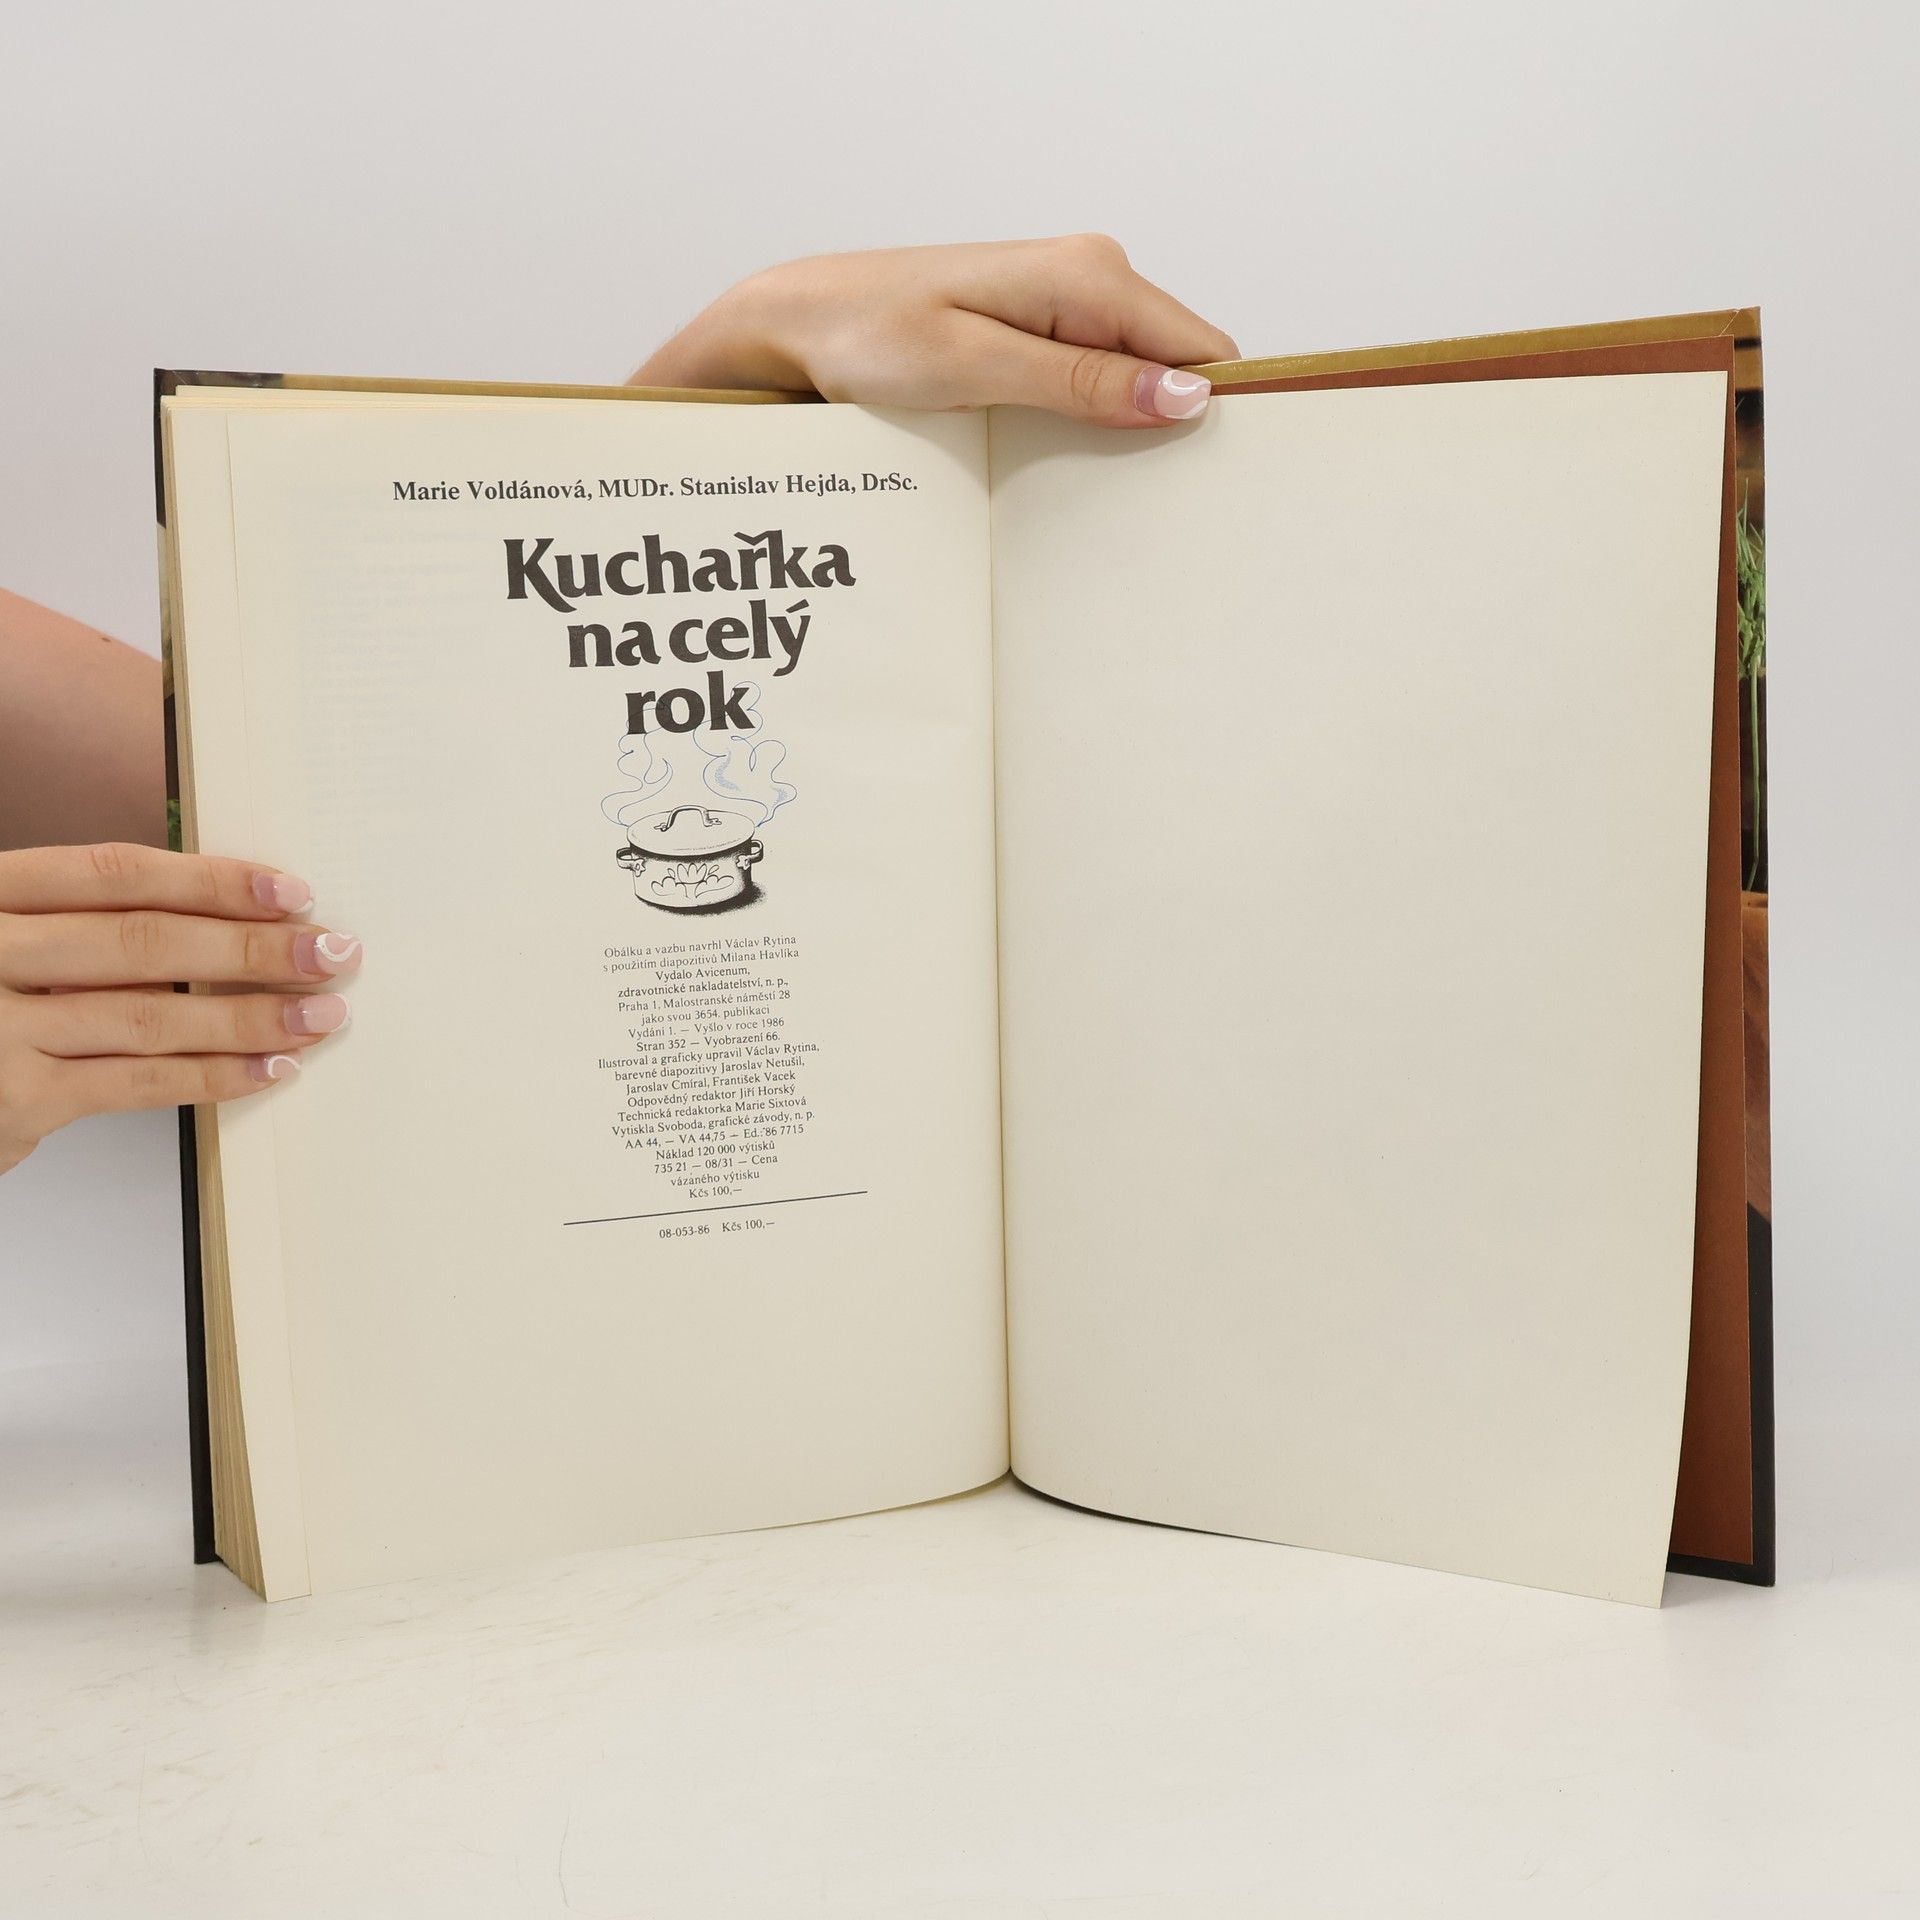 Marie Voldánová, MUDr. Stanislav Hejda, DrSc.
Kuchařka
na celý
rok
Obálku a vazbu navrhl Václav Rytina
s použitím diapozitivů Milana Havlíka
Vydalo Avicenum,
zdravotnické nakladatelství, n. p.,
Praha 1, Malostranské náměstí 28
jako svou 3654. publikaci
Vydání 1. — Vyšlo v roce 1986
Stran 352 — Vyobrazení 66.
Ilustroval a graficky upravil Václav Rytina,
barevné diapozitivy Jaroslav Netušil,
Jaroslav Cmíral, František Vacek
Odpovědný redaktor Jiří Horský
Technická redaktorka Marie Sixtová
Vytiskla Svoboda, grafické závody, n. p.
AA 44, — VA 44,75 — Ed.: 86 7715
Náklad 120 000 výtisků
735 21 — 08/31 — Cena
vázaného výtisku
Kčs 100,—
08-053-86 Kčs 100,—